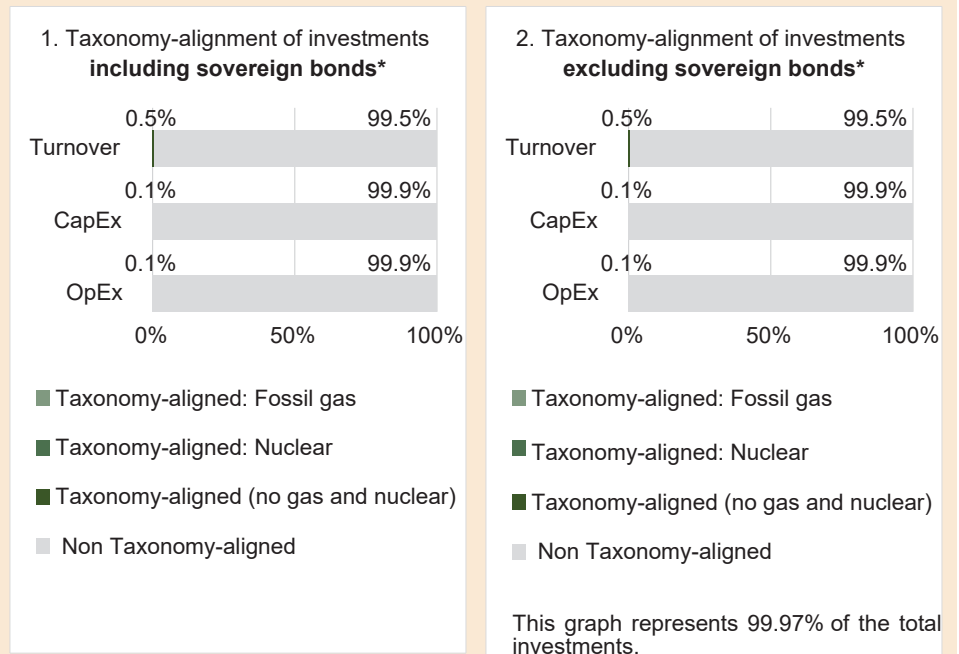 1. Taxonomy-alignment of investments
including sovereign bonds*
0.5% 99.5%
Turnover
0.1% 99.9%
CapEx
0.1% 99.9%
OpEx
0% 50% 100%
Taxonomy-aligned: Fossil gas
Taxonomy-aligned: Nuclear
Taxonomy-aligned (no gas and nuclear)
Non Taxonomy-aligned
2. Taxonomy-alignment of investments
excluding sovereign bonds*
0.5% 99.5%
Turnover
0.1% 99.9%
CapEx
0.1% 99.9%
OpEx
0% 50% 100%
Taxonomy-aligned: Fossil gas
Taxonomy-aligned: Nuclear
Taxonomy-aligned (no gas and nuclear)
Non Taxonomy-aligned
This graph represents 99.97% of the total
investments.